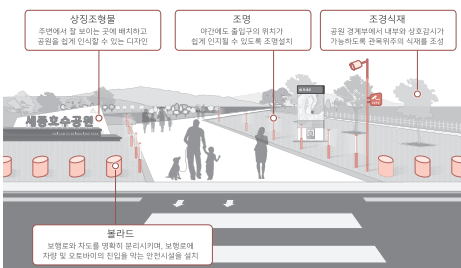 상징조형물
주변에서 잘 보이는 곳에 배치하고
공원을 쉽게 인식할 수 있는 디자인
조명
야간에도 출입구의 위치가
쉽게 인지될 수 있도록 조명설치
조경식재
공원 경계부에서 내부와 상호감시가
가능하도록 관목위주의 식재를 조성
세종호수공원
볼라드
보행로와 차도를 명확히 분리시키며, 보행로에
차량 및 오토바이의 진입을 막는 안전시설을 설치